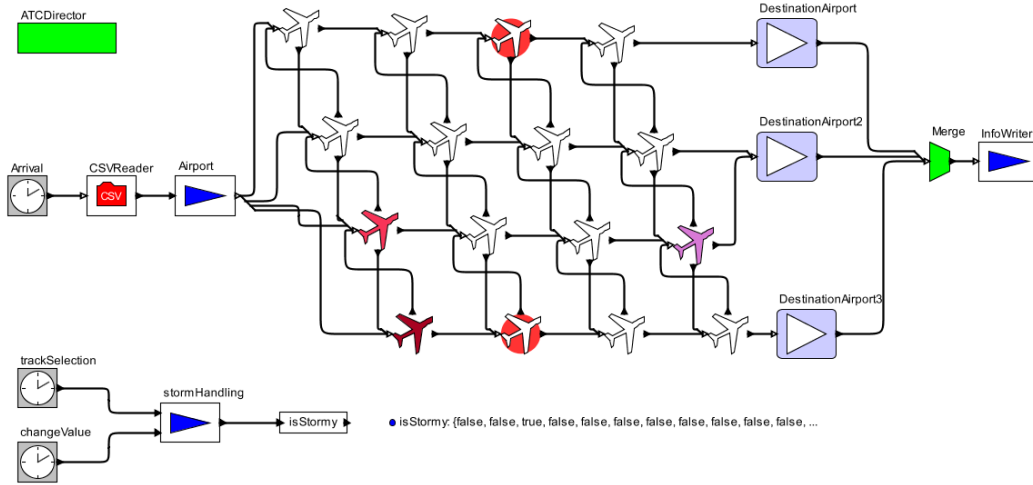 ATCDirector
DestinationAirport
DestinationAirport2
Merge
InfoWriter
Arrival
CSVReader
Airport
CSV
DestinationAirport3
trackSelection
stormHandling
isStormy
isStormy: {false, false, true, false, false, false, false, false, false, false, false, ...
changeValue